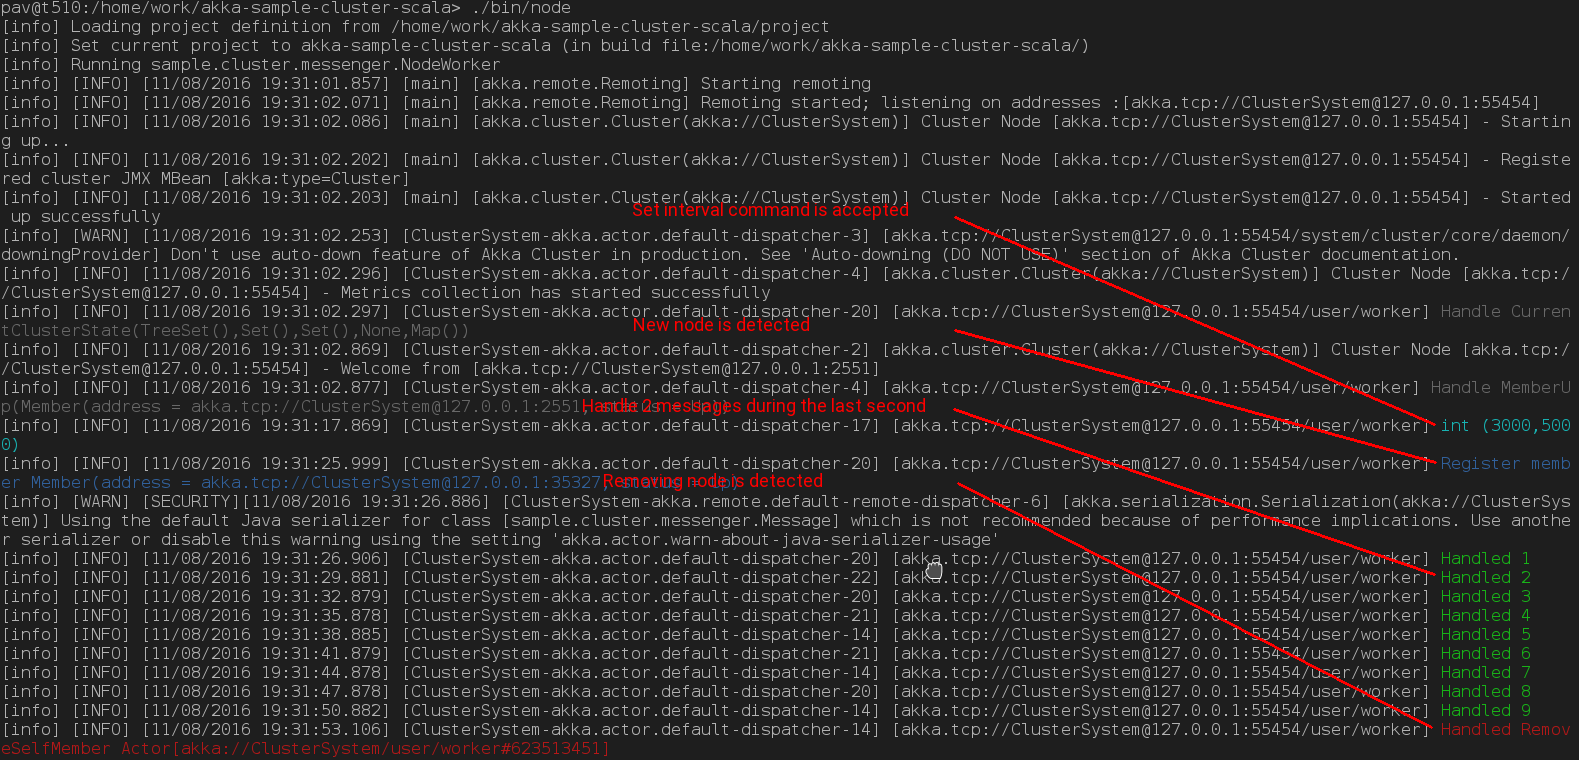 pav@t510:/home/work/akka-sample-cluster-scala> ./bin/node
[info] Loading project definition from /home/work/akka-sample-cluster-scala/project
[info] Set current project to akka-sample-cluster-scala (in build file:/home/work/akka-sample-cluster-scala/)
[info] Running sample.cluster.messenger.NodeWorker
[info] [INFO] [11/08/2016 19:31:01.857] [main] [akka.remote.Remoting] Starting remoting
[info] [INFO] [11/08/2016 19:31:02.071] [main] [akka.remote.Remoting] Remoting started; listening on addresses :[akka.tcp://ClusterSystem@127.0.0.1:55454]
[info] [INFO] [11/08/2016 19:31:02.086] [main] [akka.cluster.Cluster(akka://ClusterSystem)] Cluster Node [akka.tcp://ClusterSystem@127.0.0.1:55454] - Startin
g up...
[info] [INFO] [11/08/2016 19:31:02.202] [main] [akka.cluster.Cluster(akka://ClusterSystem)] Cluster Node [akka.tcp://ClusterSystem@127.0.0.1:55454] - Registe
red cluster JMX MBean [akka:type=Cluster]
[info] [INFO] [11/08/2016 19:31:02.203] [main] [akka.cluster.Cluster(akka://ClusterSystem)] Cluster Node [akka.tcp://ClusterSystem@127.0.0.1:55454] - Started
up successfully
Set interval command is accepted
[info] [WARN] [11/08/2016 19:31:02.253] [ClusterSystem-akka.actor.default-dispatcher-3] [akka.tcp://ClusterSystem@127.0.0.1:55454/system/cluster/core/daemon/
downingProvider] Don't use auto-down feature of Akka Cluster in production. See 'Auto-downing (DO NOT USE)' section of Akka Cluster documentation.
[info] [INFO] [11/08/2016 19:31:02.296] [ClusterSystem-akka.actor.default-dispatcher-4] [akka.cluster.Cluster(akka://ClusterSystem)] Cluster Node [akka.tcp:/
/ClusterSystem@127.0.0.1:55454] - Metrics collection has started successfully
[info] [INFO] [11/08/2016 19:31:02.297] [ClusterSystem-akka.actor.default-dispatcher-20] [akka.tcp://ClusterSystem@127.0.0.1:55454/user/worker] Handle Curren
tClusterState(TreeSet(),Set(),Set(),None,Map())
New node is detected
[info] [INFO] [11/08/2016 19:31:02.869] [ClusterSystem-akka.actor.default-dispatcher-2] [akka.cluster.Cluster(akka://ClusterSystem)] Cluster Node [akka.tcp:/
/ClusterSystem@127.0.0.1:55454] - Welcome from [akka.tcp://ClusterSystem@127.0.0.1:2551]
[info] [INFO] [11/08/2016 19:31:02.877] [ClusterSystem-akka.actor.default-dispatcher-4] [akka.tcp://ClusterSystem@127.0.0.1:55454/user/worker] Handle MemberU
p(Member(address = akka.tcp://ClusterSystem@127.0.0.1:2551, status = Up))
Handle 2 messages during the last second
[info] [INFO] [11/08/2016 19:31:17.869] [ClusterSystem-akka.actor.default-dispatcher-17] [akka.tcp://ClusterSystem@127.0.0.1:55454/user/worker] int (3000,500
0)
[info] [INFO] [11/08/2016 19:31:25.999] [ClusterSystem-akka.actor.default-dispatcher-20] [akka.tcp://ClusterSystem@127.0.0.1:55454/user/worker] Register memb
er Member(address = akka.tcp://ClusterSystem@127.0.0.1:35327, status = Up)
Removing node is detected
[info] [WARN] [SECURITY][11/08/2016 19:31:26.886] [ClusterSystem-akka.remote.default-remote-dispatcher-6] [akka.serialization.Serialization(akka://ClusterSys
tem)] Using the default Java serializer for class [sample.cluster.messenger.Message] which is not recommended because of performance implications. Use anothe
r serializer or disable this warning using the setting 'akka.actor.warn-about-java-serializer-usage'
[info] [INFO] [11/08/2016 19:31:26.906] [ClusterSystem-akka.actor.default-dispatcher-20] [akka.tcp://ClusterSystem@127.0.0.1:55454/user/worker] Handled 1
[info] [INFO] [11/08/2016 19:31:29.881] [ClusterSystem-akka.actor.default-dispatcher-22] [akka.tcp://ClusterSystem@127.0.0.1:55454/user/worker] Handled 2
[info] [INFO] [11/08/2016 19:31:32.879] [ClusterSystem-akka.actor.default-dispatcher-20] [akka.tcp://ClusterSystem@127.0.0.1:55454/user/worker] Handled 3
[info] [INFO] [11/08/2016 19:31:35.878] [ClusterSystem-akka.actor.default-dispatcher-21] [akka.tcp://ClusterSystem@127.0.0.1:55454/user/worker] Handled 4
[info] [INFO] [11/08/2016 19:31:38.885] [ClusterSystem-akka.actor.default-dispatcher-14] [akka.tcp://ClusterSystem@127.0.0.1:55454/user/worker] Handled 5
[info] [INFO] [11/08/2016 19:31:41.879] [ClusterSystem-akka.actor.default-dispatcher-21] [akka.tcp://ClusterSystem@127.0.0.1:55454/user/worker] Handled 6
[info] [INFO] [11/08/2016 19:31:44.878] [ClusterSystem-akka.actor.default-dispatcher-14] [akka.tcp://ClusterSystem@127.0.0.1:55454/user/worker] Handled 7
[info] [INFO] [11/08/2016 19:31:47.878] [ClusterSystem-akka.actor.default-dispatcher-20] [akka.tcp://ClusterSystem@127.0.0.1:55454/user/worker] Handled 8
[info] [INFO] [11/08/2016 19:31:50.882] [ClusterSystem-akka.actor.default-dispatcher-14] [akka.tcp://ClusterSystem@127.0.0.1:55454/user/worker] Handled 9
[info] [INFO] [11/08/2016 19:31:53.106] [ClusterSystem-akka.actor.default-dispatcher-14] [akka.tcp://ClusterSystem@127.0.0.1:55454/user/worker] Handled Remov
eSelfMember Actor[akka://ClusterSystem/user/worker#623513451]